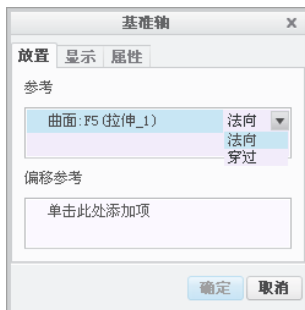 基准轴 x
放置 显示 属性
参考
曲面:F5(拉伸_1) 法向
法向
穿过
偏移参考
单击此处添加项
确定 取消